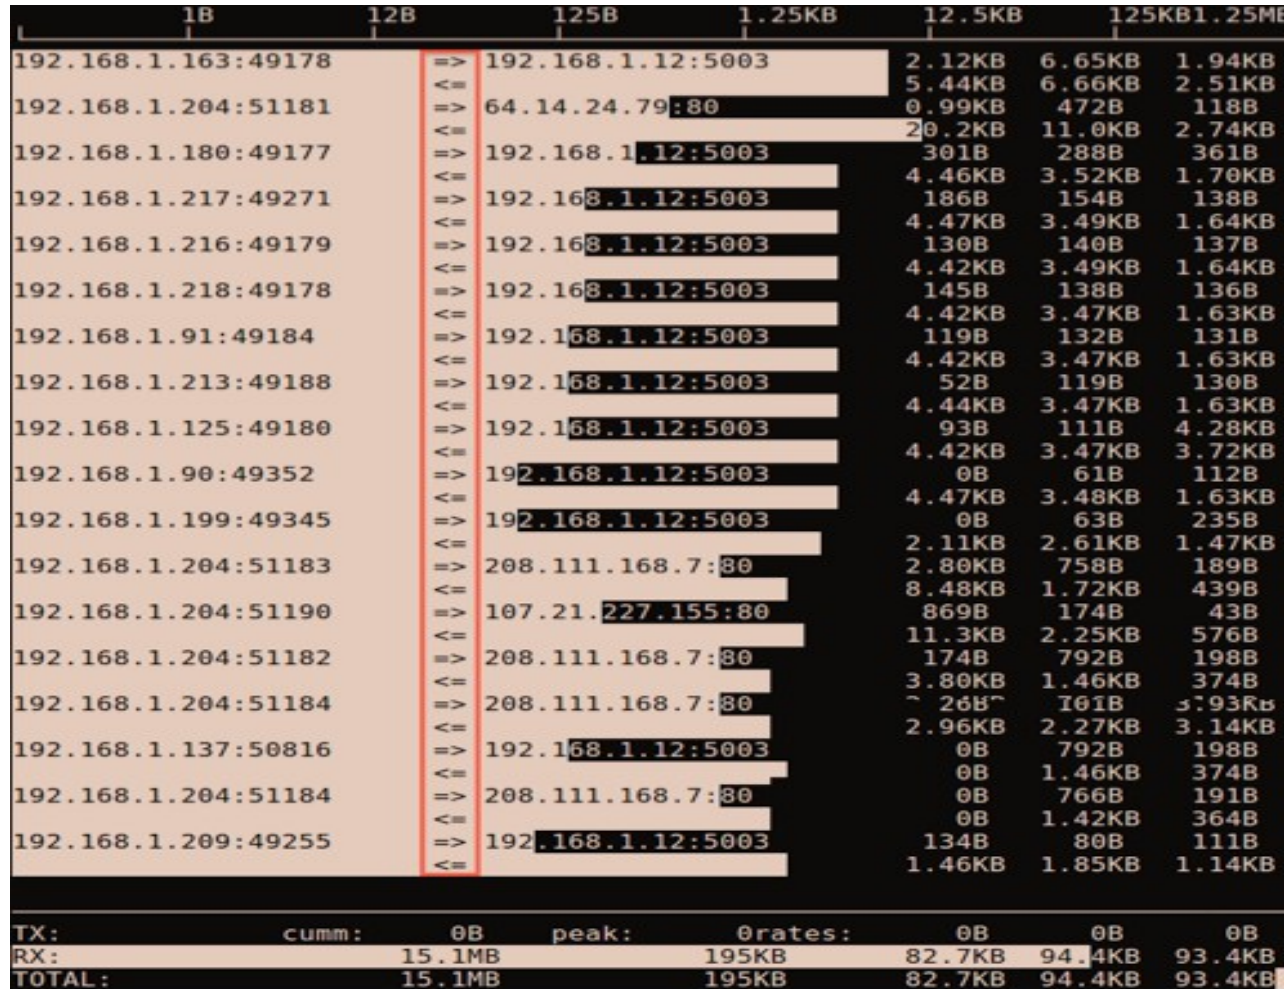 1B 12B 125B 1.25KB 12.5KB 125KB1.25MB
192.168.1.163:49178 => 192.168.1.12:5003 2.12KB 6.65KB 1.94KB
<= 5.44KB 6.66KB 2.51KB
192.168.1.204:51181 => 64.14.24.79:80 0.99KB 472B 118B
<= 20.2KB 11.0KB 2.74KB
192.168.1.180:49177 => 192.168.1.12:5003 301B 288B 361B
<= 4.46KB 3.52KB 1.70KB
192.168.1.217:49271 => 192.168.1.12:5003 186B 154B 138B
<= 4.47KB 3.49KB 1.64KB
192.168.1.216:49179 => 192.168.1.12:5003 130B 140B 137B
<= 4.42KB 3.49KB 1.64KB
192.168.1.218:49178 => 192.168.1.12:5003 145B 138B 136B
<= 4.42KB 3.47KB 1.63KB
192.168.1.91:49184 => 192.168.1.12:5003 119B 132B 131B
<= 4.42KB 3.47KB 1.63KB
192.168.1.213:49188 => 192.168.1.12:5003 52B 119B 130B
<= 4.44KB 3.47KB 1.63KB
192.168.1.125:49180 => 192.168.1.12:5003 93B 111B 4.28KB
<= 4.42KB 3.47KB 3.72KB
192.168.1.90:49352 => 192.168.1.12:5003 0B 61B 112B
<= 4.47KB 3.48KB 1.63KB
192.168.1.199:49345 => 192.168.1.12:5003 0B 63B 235B
<= 2.11KB 2.61KB 1.47KB
192.168.1.204:51183 => 208.111.168.7:80 2.80KB 758B 189B
<= 8.48KB 1.72KB 439B
192.168.1.204:51190 => 107.21.227.155:80 869B 174B 43B
<= 11.3KB 2.25KB 576B
192.168.1.204:51182 => 208.111.168.7:80 174B 792B 198B
<= 3.80KB 1.46KB 374B
192.168.1.204:51184 => 208.111.168.7:80
<= 2.96KB 2.27KB 3.14KB
192.168.1.137:50816 => 192.168.1.12:5003 0B 792B 198B
<= 0B 1.46KB 374B
192.168.1.204:51184 => 208.111.168.7:80 0B 766B 191B
<= 0B 1.42KB 364B
192.168.1.209:49255 => 192.168.1.12:5003 134B 80B 111B
<= 1.46KB 1.85KB 1.14KB
TX: cumm: 0B peak: 0rates: 0B 0B 0B
RX: 15.1MB 195KB 82.7KB 94.4KB 93.4KB
TOTAL: 15.1MB 195KB 82.7KB 94.4KB 93.4KB